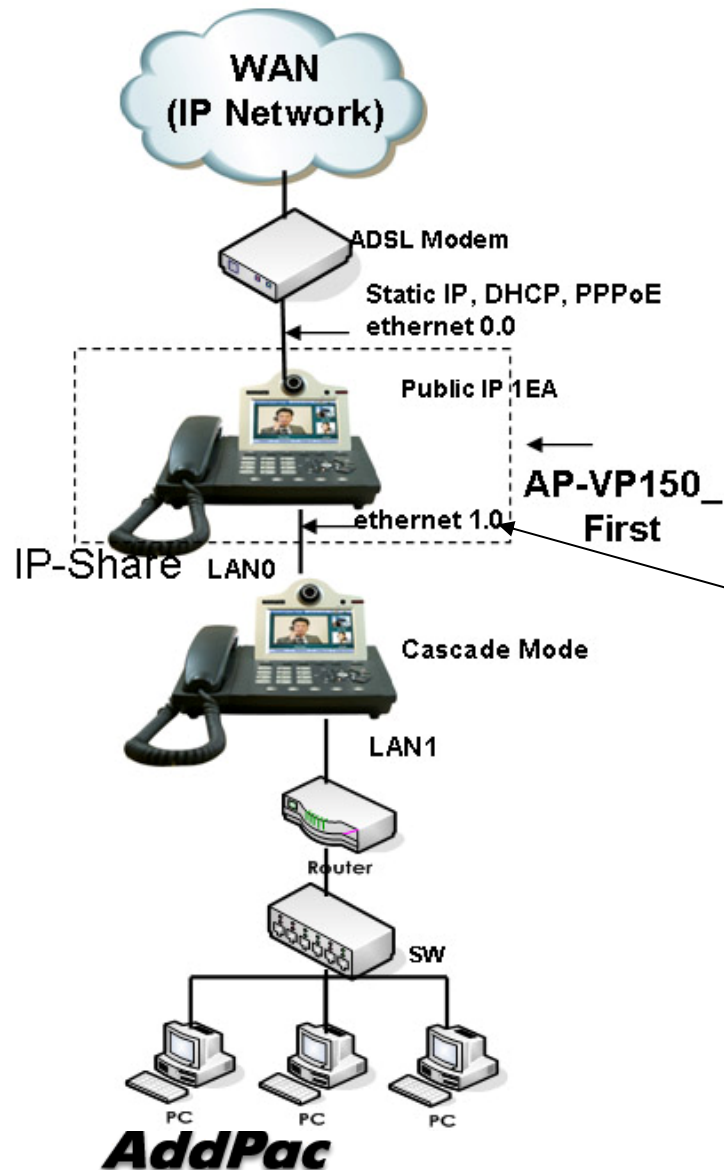 WAN
(IP Network)
ADSL Modem
Static IP, DHCP, PPPoE
ethernet 0.0
Public IP 1EA
AP-VP150_
First
ethernet 1.0
IP-Share
LAN0
Cascade Mode
LAN1
Router
SW
PC
PC
PC
AddPac